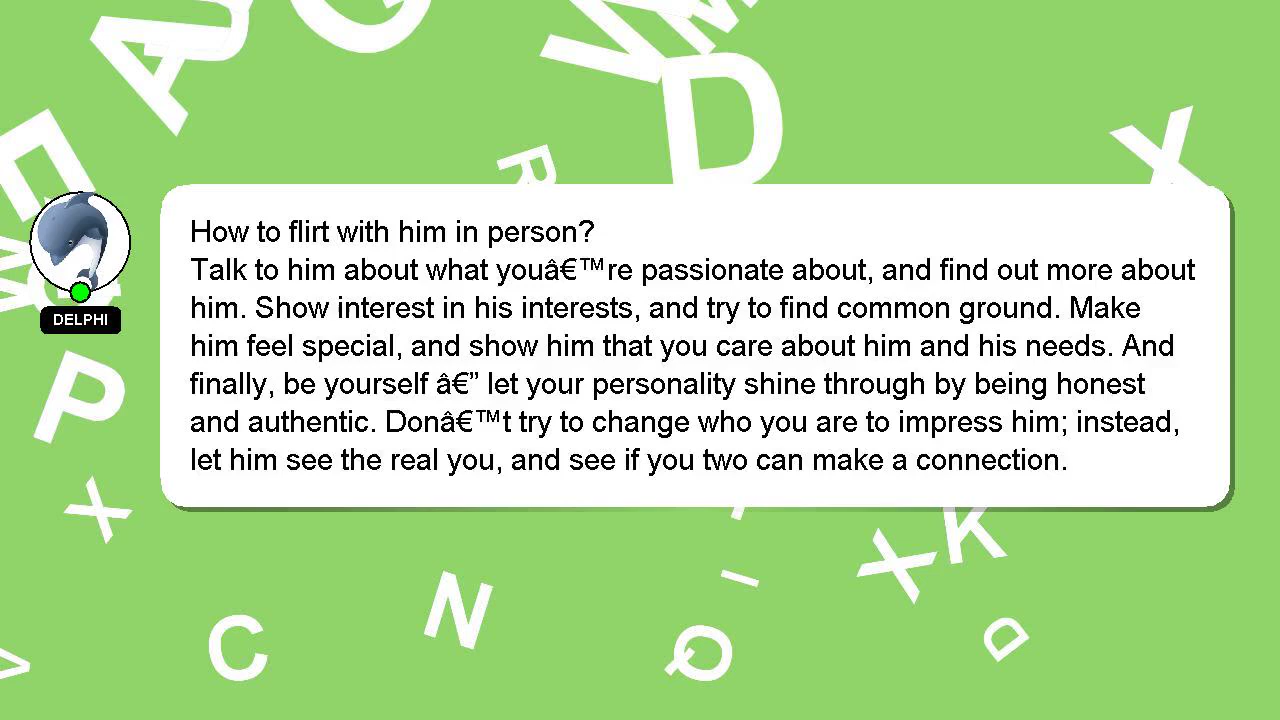 How to flirt with him in person?
Talk to him about what youâ€™re passionate about, and find out more about
him. Show interest in his interests, and try to find common ground. Make
him feel special, and show him that you care about him and his needs. And
finally, be yourself â€” let your personality shine through by being honest
and authentic. Donâ€™t try to change who you are to impress him; instead,
let him see the real you, and see if you two can make a connection.
DELPHI